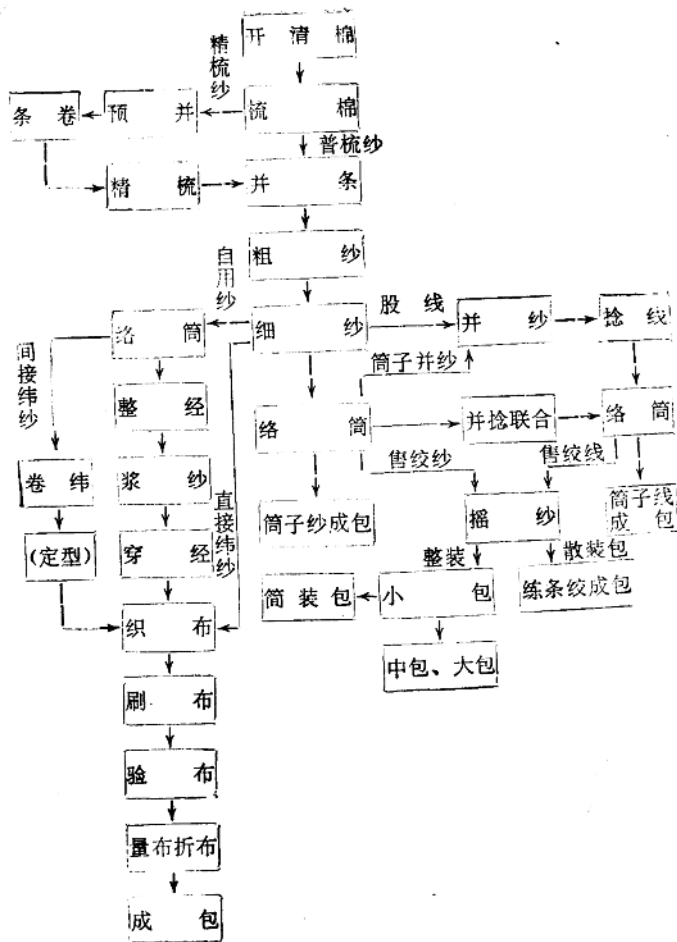 开清棉
精梳纱
条卷
预并
梳棉
普梳纱
精梳
并条
粗纱
自用纱
络筒
细纱
股线
并纱
捻线
筒子并纱
间接纬纱
整经
络筒
并捻联合
络筒
售绞纱
售绞线
卷纬
浆纱
直接纬纱
筒子纱成包
摇纱
筒子线
成包
(定型)
穿经
整装
散装包
简装包
小包
练条绞成包
织布
中包、大包
刷布
验布
量布折布
成包